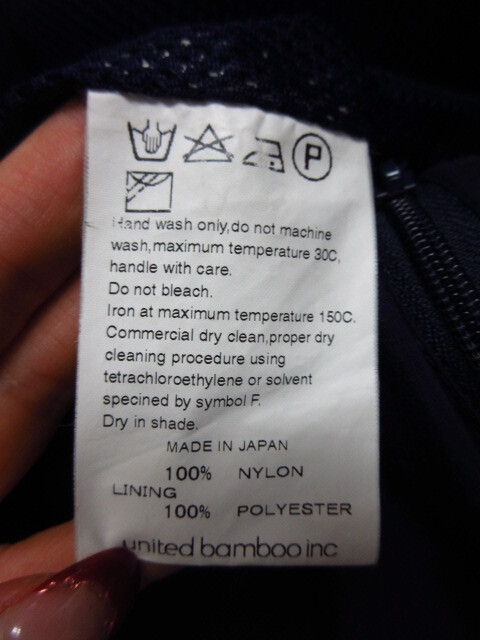 P
Hand wash only,do not machine
wash,maximum temperature 30C,
handle with care.
Do not bleach.
Iron at maximum temperature 150C.
Commercial dry clean,proper dry
cleaning procedure using
tetrachloroethylene or solvent
specined by symbol F.
Dry in shade.
MADE IN JAPAN
100% NYLON
LINING
100% POLYESTER
united bamboo inc